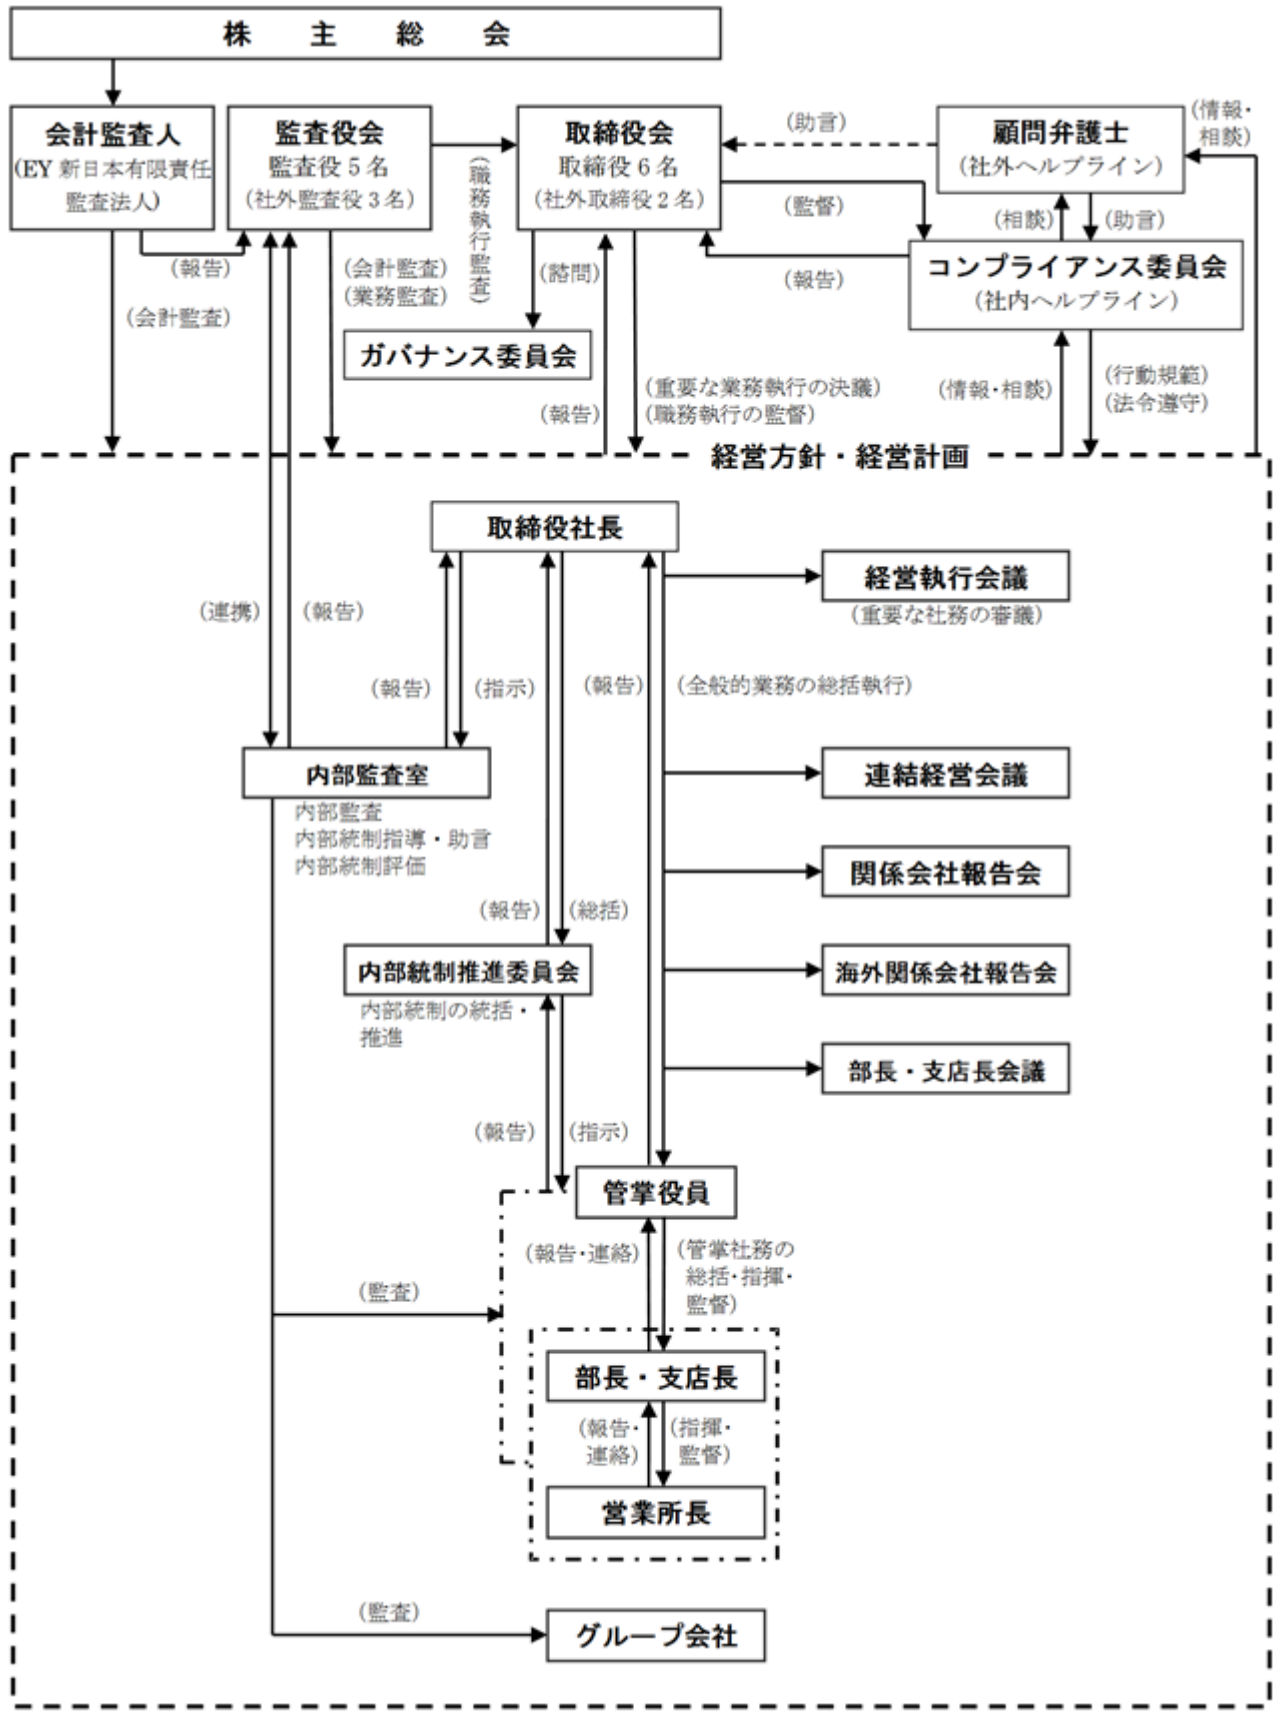 株主総会
会計監査人
(EY 新日本有限責任
監査法人)
監査役会
監査役5名
(社外監査役3名)
取締役会
取締役6名
(社外取締役2名)
顧問弁護士
(社外ヘルプライン)
(情報・
相談)
(助言)
(職務執行監査)
(監督)
(相談)
(助言)
(報告)
(会計監査)
(会計監査)
(業務監査)
(諮問)
(報告)
コンプライアンス委員会
(社内ヘルプライン)
ガバナンス委員会
(報告)
(重要な業務執行の決議)
(職務執行の監督)
(情報・相談)
(行動規範)
(法令遵守)
経営方針・経営計画
取締役社長
経営執行会議
(重要な社務の審議)
(連携)
(報告)
(報告)
(指示)
(報告)
(全般的業務の総括執行)
内部監査室
内部監査
内部統制指導・助言
内部統制評価
連結経営会議
関係会社報告会
(報告)
(総括)
内部統制推進委員会
内部統制の統括・
推進
海外関係会社報告会
部長・支店長会議
(報告)
(指示)
管掌役員
(報告・連絡)
(管掌社務の
総括・指揮・
監督)
(監査)
部長・支店長
(報告・
連絡)
(指揮・
監督)
営業所長
(監査)
グループ会社